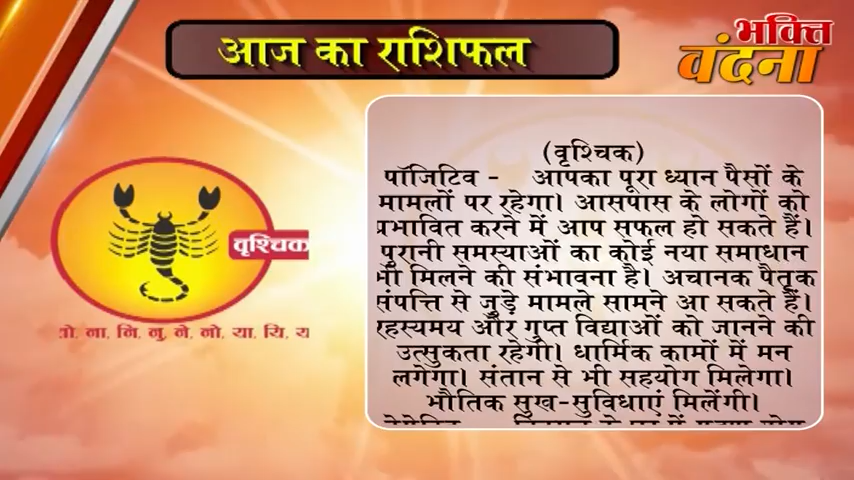 आज का राशिफल
भक्ति
वंदना
(वृश्चिक)
पॉजिटिव - आपका पूरा ध्यान पैसों के
मामलों पर रहेगा। आसपास के लोगों को
प्रभावित करने में आप सफल हो सकते हैं।
पुरानी समस्याओं का कोई नया समाधान
भी मिलने की संभावना है। अचानक पैतृक
संपत्ति से जुड़े मामले सामने आ सकते हैं।
रहस्यमय और गुप्त विद्याओं को जानने की
उत्सुकता रहेगी। धार्मिक कामों में मन
लगेगा। संतान से भी सहयोग मिलेगा।
भौतिक सुख-सुविधाएं मिलेंगी।
वृश्चिक
ना, नि, नु, ने, नो, या, यि,